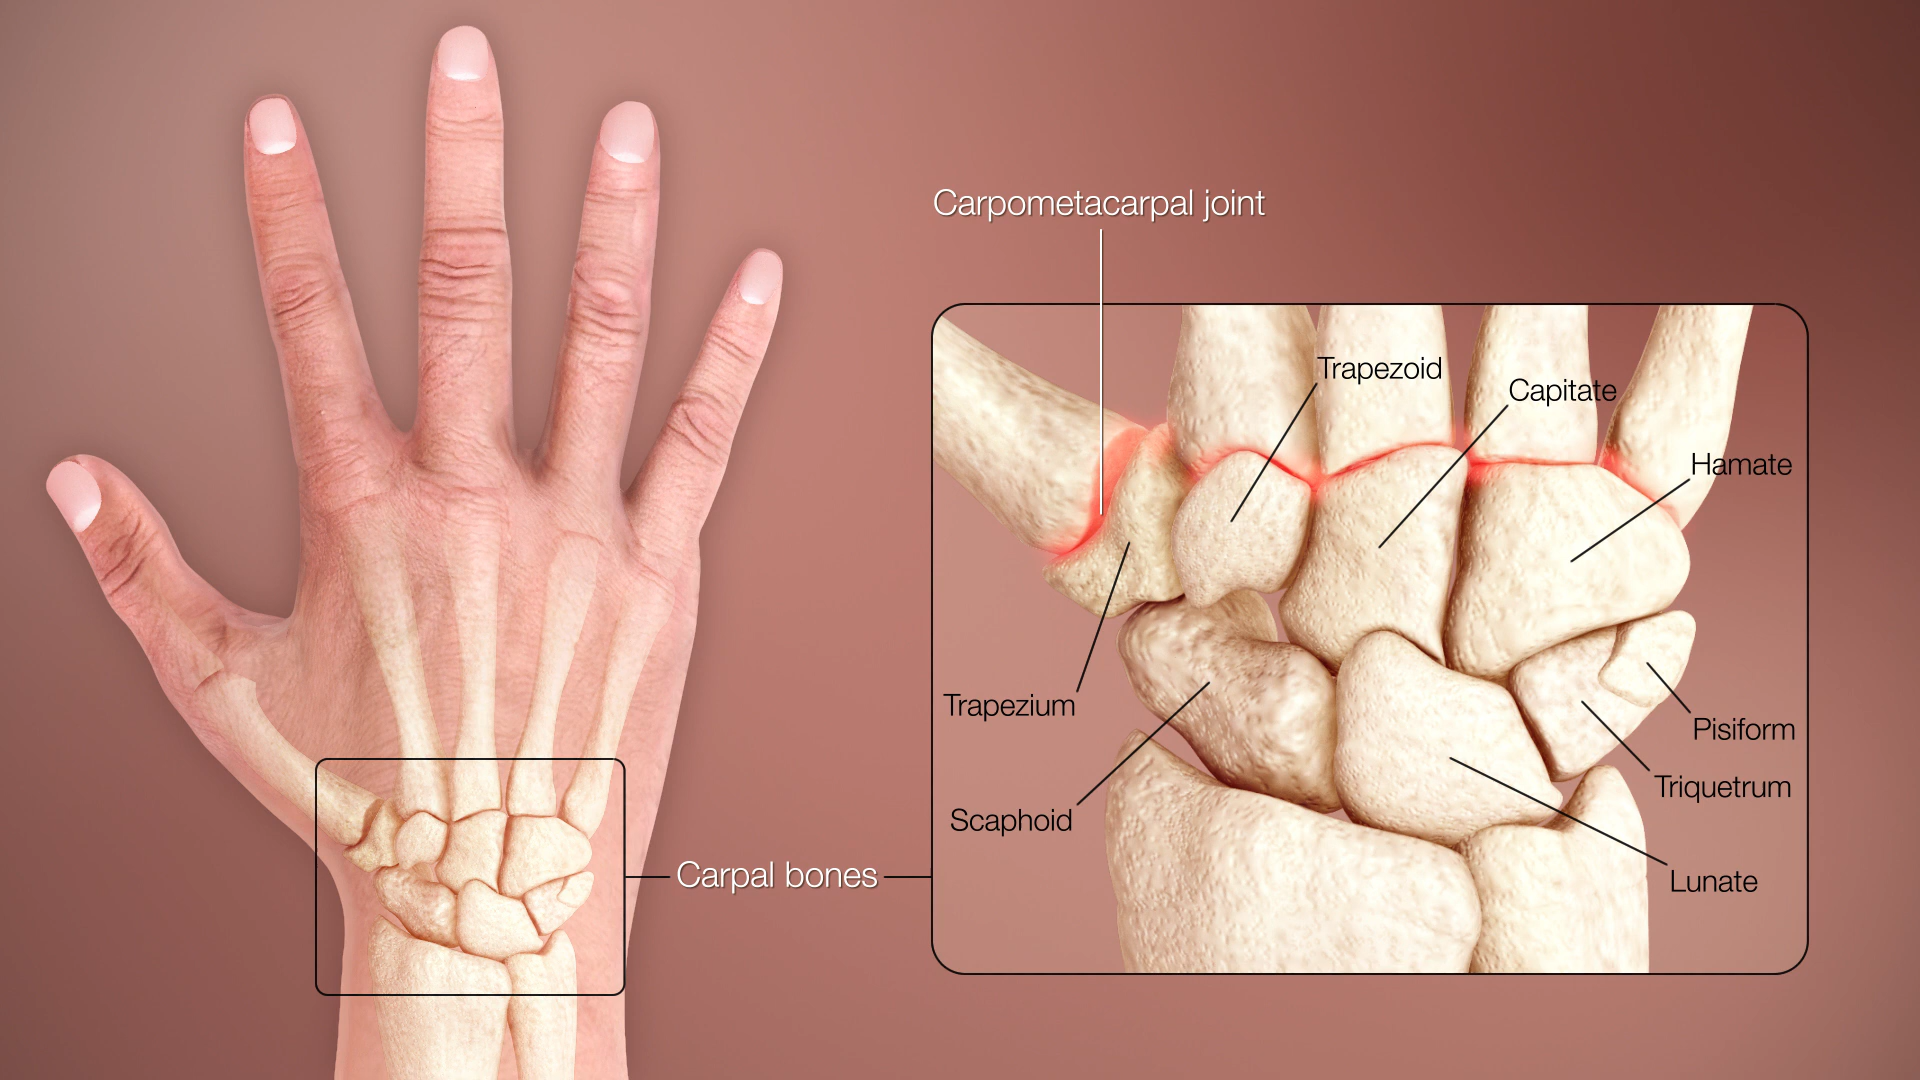 Carpometacarpal joint
Trapezoid
Capitate
Hamate
Trapezium
Pisiform
Triquetrum
Scaphoid
Carpal bones
Lunate